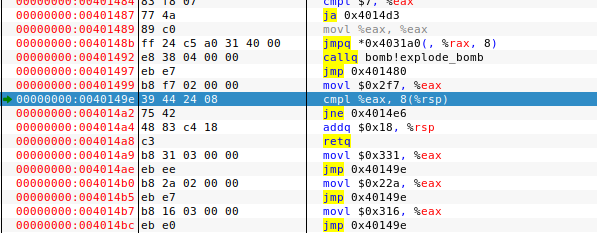 00000000:00401484 83 f8 07 cmpl $7, %eax
00000000:00401487 77 4a ja 0x4014d3
00000000:00401489 89 c0 movl %eax, %eax
00000000:0040148b ff 24 c5 a0 31 40 00 jmpq *0x4031a0(, %rax, 8)
00000000:00401492 e8 38 04 00 00 callq bomb!explode_bomb
00000000:00401497 eb e7 jmp 0x401480
00000000:00401499 b8 f7 02 00 00 movl $0x2f7, %eax
00000000:0040149e 39 44 24 08 cmpl %eax, 8(%rsp)
00000000:004014a2 75 42 jne 0x4014e6
00000000:004014a4 48 83 c4 18 addq $0x18, %rsp
00000000:004014a8 c3 retq
00000000:004014a9 b8 31 03 00 00 movl $0x331, %eax
00000000:004014ae eb ee jmp 0x40149e
00000000:004014b0 b8 2a 02 00 00 movl $0x22a, %eax
00000000:004014b5 eb e7 jmp 0x40149e
00000000:004014b7 b8 16 03 00 00 movl $0x316, %eax
00000000:004014bc eb e0 jmp 0x40149e